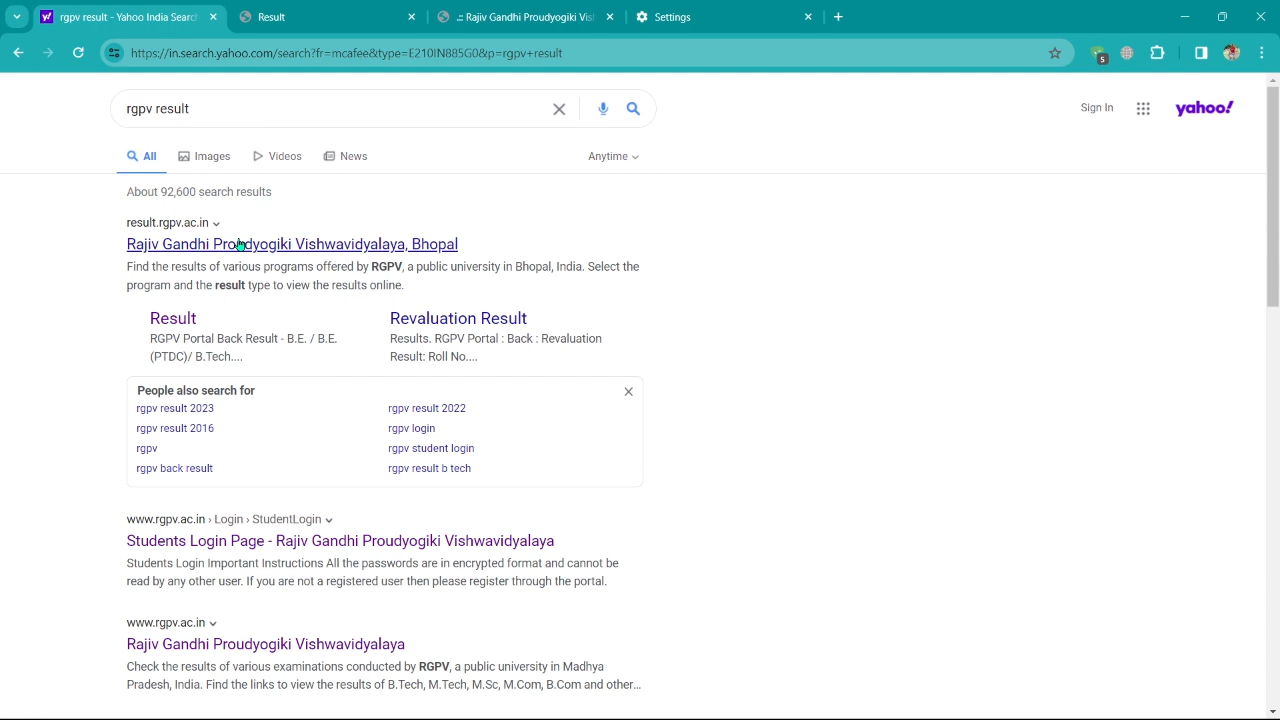 rgpv result - Yahoo India Searc
Result
.:: Rajiv Gandhi Proudyogiki Vis
Settings
https://in.search.yahoo.com/search?fr=mcafee&type=E210IN885G0&p=rgpv+result
5
rgpv result
Sign In
yahoo!
All
Images
Videos
News
Anytime
About 92,600 search results
result.rgpv.ac.in
Rajiv Gandhi Proudyogiki Vishwavidyalaya, Bhopal
Find the results of various programs offered by RGPV, a public university in Bhopal, India. Select the
program and the result type to view the results online.
Result
RGPV Portal Back Result - B.E. / B.E.
(PTDC)/ B.Tech....
Revaluation Result
Results. RGPV Portal : Back : Revaluation
Result: Roll No....
People also search for
rgpv result 2023
rgpv result 2022
rgpv result 2016
rgpv login
rgpv
rgpv student login
rgpv back result
rgpv result b tech
www.rgpv.ac.in › Login › StudentLogin
Students Login Page - Rajiv Gandhi Proudyogiki Vishwavidyalaya
Students Login Important Instructions All the passwords are in encrypted format and cannot be
read by any other user. If you are not a registered user then please register through the portal.
www.rgpv.ac.in
Rajiv Gandhi Proudyogiki Vishwavidyalaya
Check the results of various examinations conducted by RGPV, a public university in Madhya
Pradesh, India. Find the links to view the results of B.Tech, M.Tech, M.Sc, M.Com, B.Com and other...